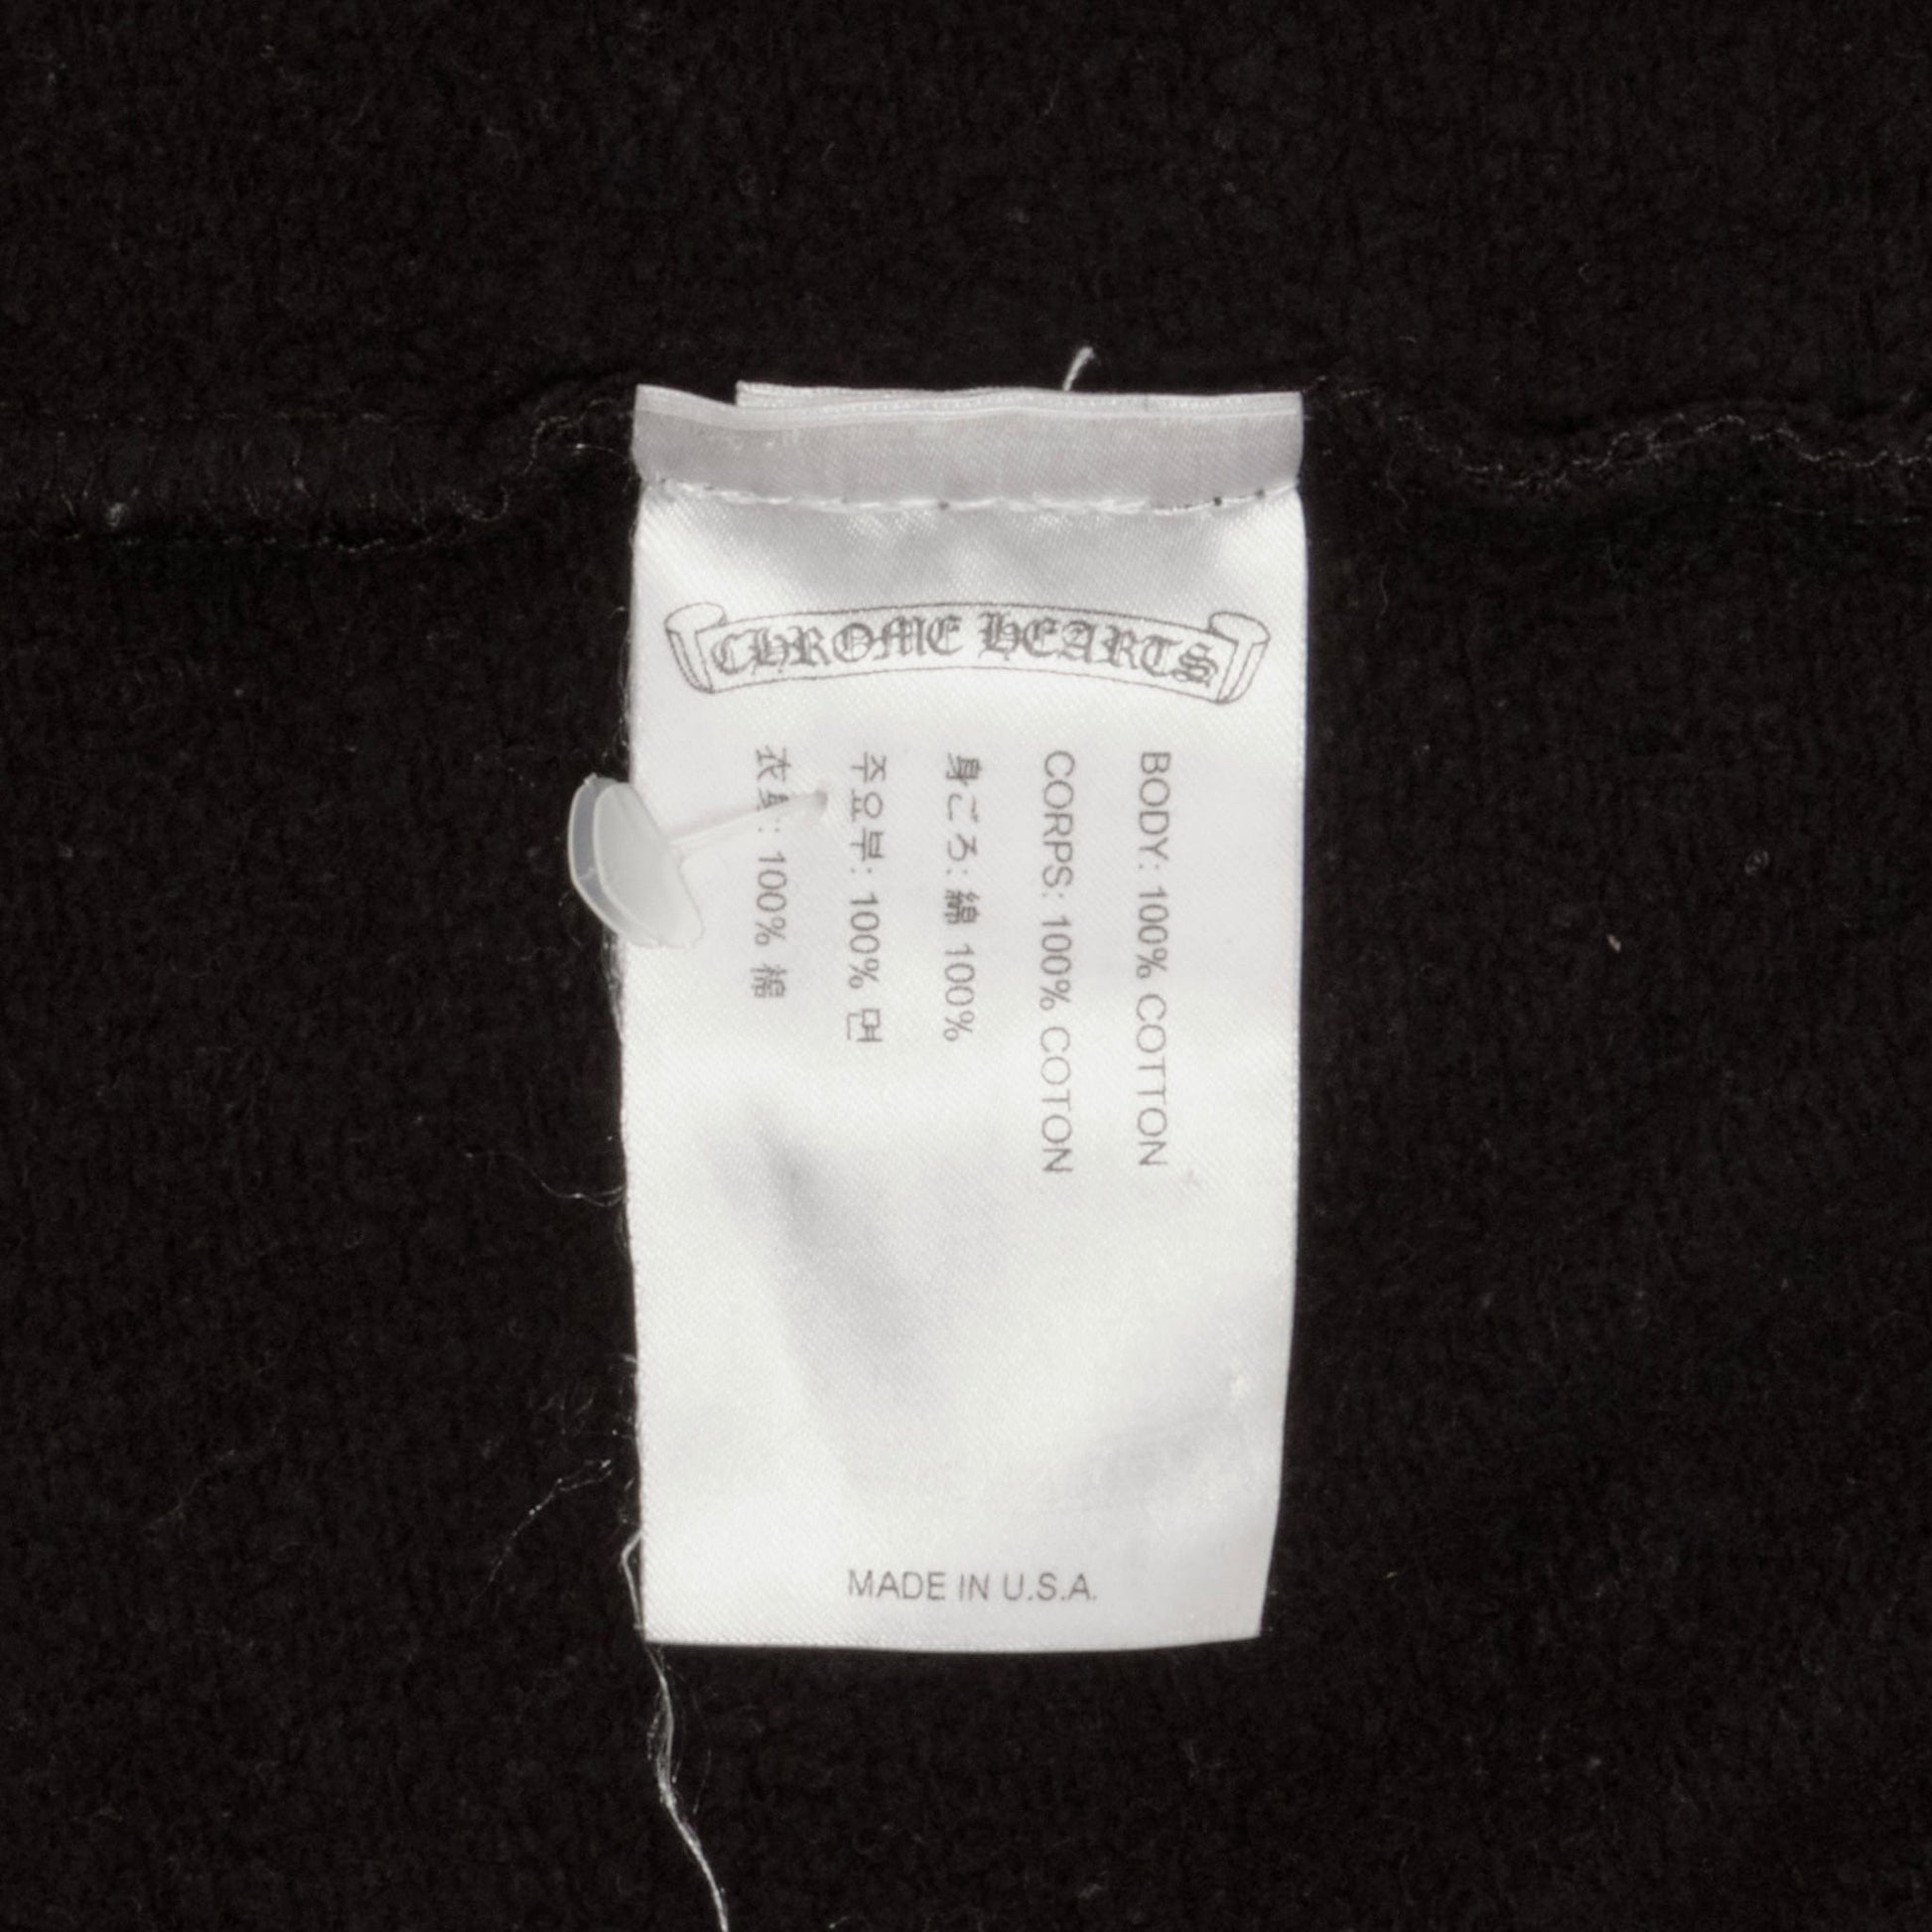 CHROME HEARTS
BODY: 100% COTTON
CORPS: 100% COTON
身ごろ: 綿 100%
주요부: 100% 면
衣身: 100% 棉
MADE IN U.S.A.